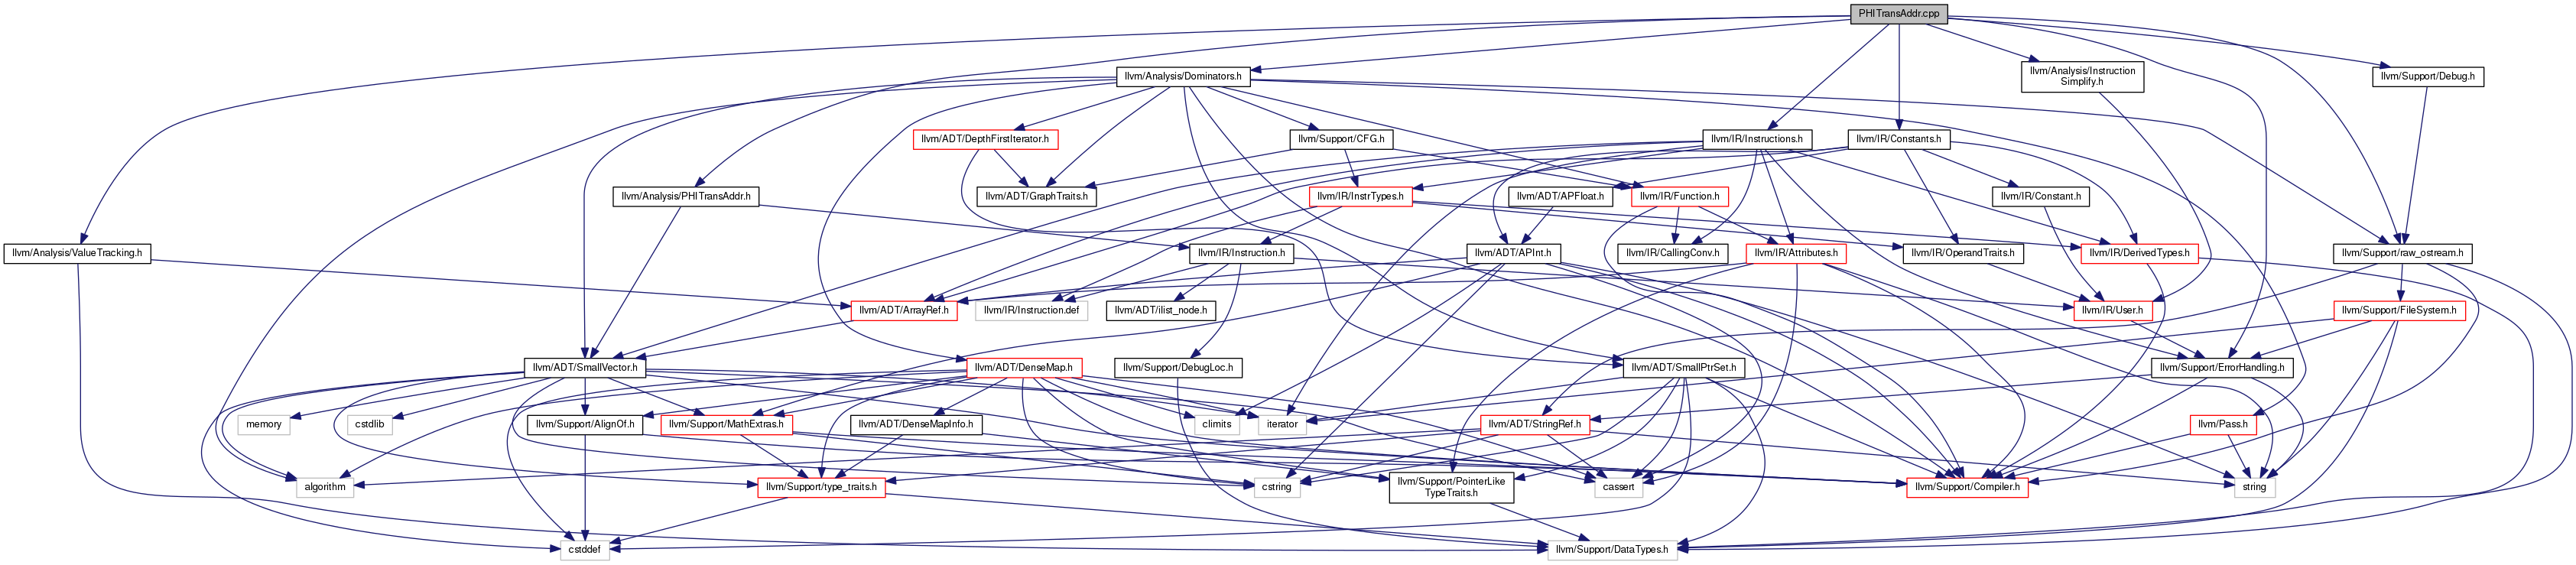 PHITransAddr.cpp
llvm/Analysis/Dominators.h
llvm/Analysis/Instruction
Simplify.h
llvm/Support/Debug.h
llvm/ADT/DepthFirstIterator.h
llvm/Support/CFG.h
llvm/IR/Instructions.h
llvm/IR/Constants.h
llvm/Analysis/PHITransAddr.h
llvm/ADT/GraphTraits.h
llvm/IR/InstrTypes.h
llvm/ADT/APFloat.h
llvm/IR/Function.h
llvm/IR/Constant.h
llvm/Analysis/ValueTracking.h
llvm/IR/Instruction.h
llvm/ADT/APInt.h
llvm/IR/CallingConv.h
llvm/IR/Attributes.h
llvm/IR/OperandTraits.h
llvm/IR/DerivedTypes.h
llvm/Support/raw_ostream.h
llvm/ADT/ArrayRef.h
llvm/IR/Instruction.def
llvm/ADT/ilist_node.h
llvm/IR/User.h
llvm/Support/FileSystem.h
llvm/ADT/SmallVector.h
llvm/ADT/DenseMap.h
llvm/Support/DebugLoc.h
llvm/ADT/SmallPtrSet.h
llvm/Support/ErrorHandling.h
memory
cstdlib
llvm/Support/AlignOf.h
llvm/Support/MathExtras.h
llvm/ADT/DenseMapInfo.h
climits
iterator
llvm/ADT/StringRef.h
llvm/Pass.h
algorithm
llvm/Support/type_traits.h
cstring
llvm/Support/PointerLike
TypeTraits.h
cassert
llvm/Support/Compiler.h
string
cstddef
llvm/Support/DataTypes.h